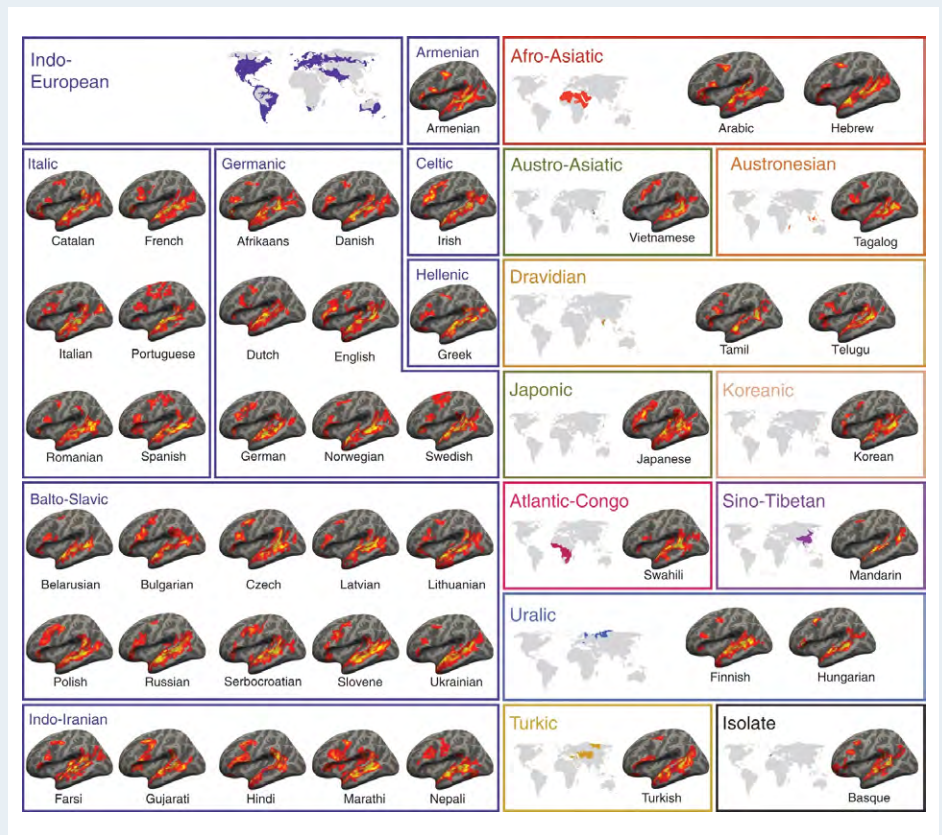 Indo-
European
Armenian
Armenian
Afro-Asiatic
Arabic
Hebrew
Italic
Catalan
French
Italian
Portuguese
Romanian
Spanish
Germanic
Afrikaans
Danish
Dutch
English
German
Norwegian
Swedish
Celtic
Irish
Hellenic
Greek
Austro-Asiatic
Vietnamese
Austronesian
Tagalog
Dravidian
Tamil
Telugu
Japonic
Japanese
Koreanic
Korean
Balto-Slavic
Belarusian
Bulgarian
Czech
Latvian
Lithuanian
Polish
Russian
Serbocroatian
Slovene
Ukrainian
Atlantic-Congo
Swahili
Sino-Tibetan
Mandarin
Uralic
Finnish
Hungarian
Indo-Iranian
Farsi
Gujarati
Hindi
Marathi
Nepali
Turkic
Turkish
Isolate
Basque